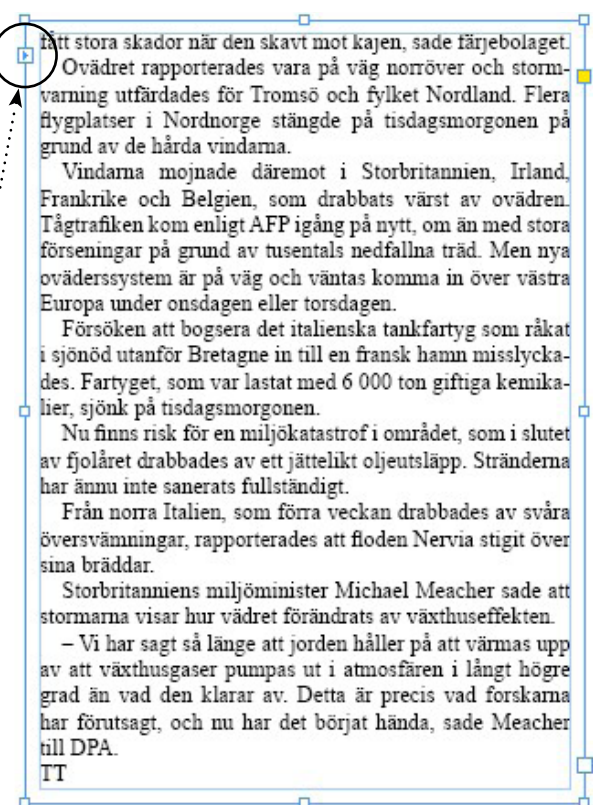 fått stora skador när den skavt mot kajen, sade färjebolaget.
Ovädret rapporterades vara på väg norröver och storm-
varning utfärdades för Tromsö och fylket Nordland. Flera
flygplatser i Nordnorge stängde på tisdagsmorgonen på
grund av de hårda vindarna.
Vindarna mojnade däremot i Storbritannien, Irland,
Frankrike och Belgien, som drabbats värst av ovädren.
Tågtrafiken kom enligt AFP igång på nytt, om än med stora
förseningar på grund av tusentals nedfallna träd. Men nya
oväderssystem är på väg och väntas komma in över västra
Europa under onsdagen eller torsdagen.
Försöken att bogsera det italienska tankfartyg som råkat
i sjönöd utanför Bretagne in till en fransk hamn misslycka-
des. Fartyget, som var lastat med 6 000 ton giftiga kemika-
lier, sjönk på tisdagsmorgonen.
Nu finns risk för en miljökatastrof i området, som i slutet
av fjolåret drabbades av ett jättelikt oljeutsläpp. Stränderna
har ännu inte sanerats fullständigt.
Från norra Italien, som förra veckan drabbades av svåra
översvämningar, rapporterades att floden Nervia stigit över
sina bräddar.
Storbritanniens miljöminister Michael Meacher sade att
stormarna visar hur vädret förändrats av växthuseffekten.
– Vi har sagt så länge att jorden håller på att värmas upp
av att växthusgaser pumpas ut i atmosfären i långt högre
grad än vad den klarar av. Detta är precis vad forskarna
har förutsagt, och nu har det börjat hända, sade Meacher
till DPA.
TT